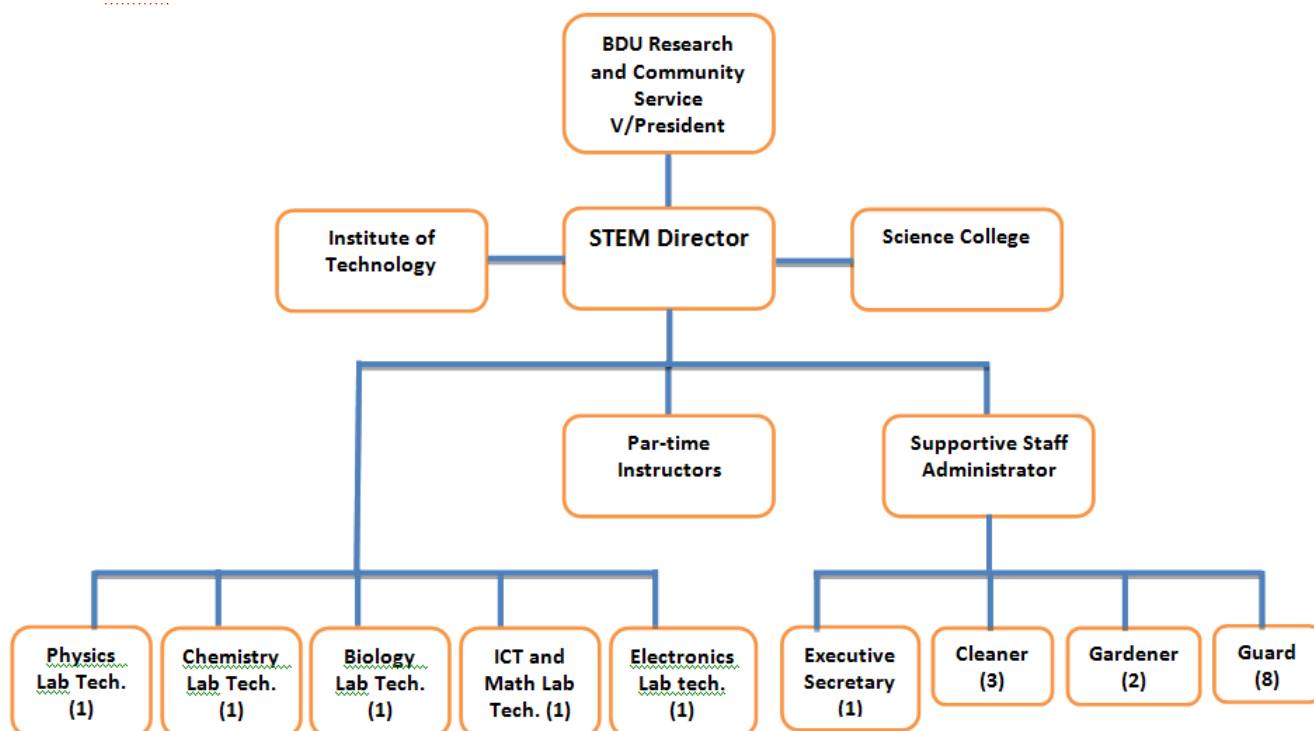 BDU Research
and Community
Service
V/President
Institute of
Technology
STEM Director
Science College
Par-time
Instructors
Supportive Staff
Administrator
Physics
Lab Tech.
(1)
Chemistry
Lab Tech.
(1)
Biology
Lab Tech.
(1)
ICT and
Math Lab
Tech. (1)
Electronics
Lab tech.
(1)
Executive
Secretary
(1)
Cleaner
(3)
Gardener
(2)
Guard
(8)